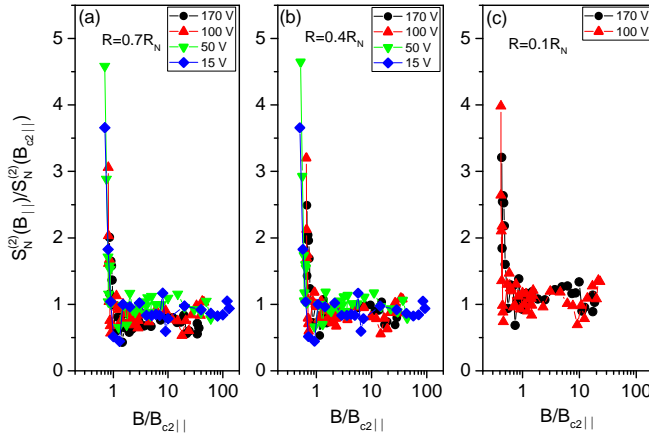 (a)
170 V
100 V
50 V
15 V
R=0.7R_N
(b)
170 V
100 V
50 V
15 V
R=0.4R_N
(c)
170 V
100 V
R=0.1R_N
S_N^(2)(B_||)/S_N^(2)(B_c2||)
5
4
3
2
1
0
5
4
3
2
1
0
5
4
3
2
1
0
1 10 100
1 10 100
1 10 100
B/B_c2||
B/B_c2||
B/B_c2||